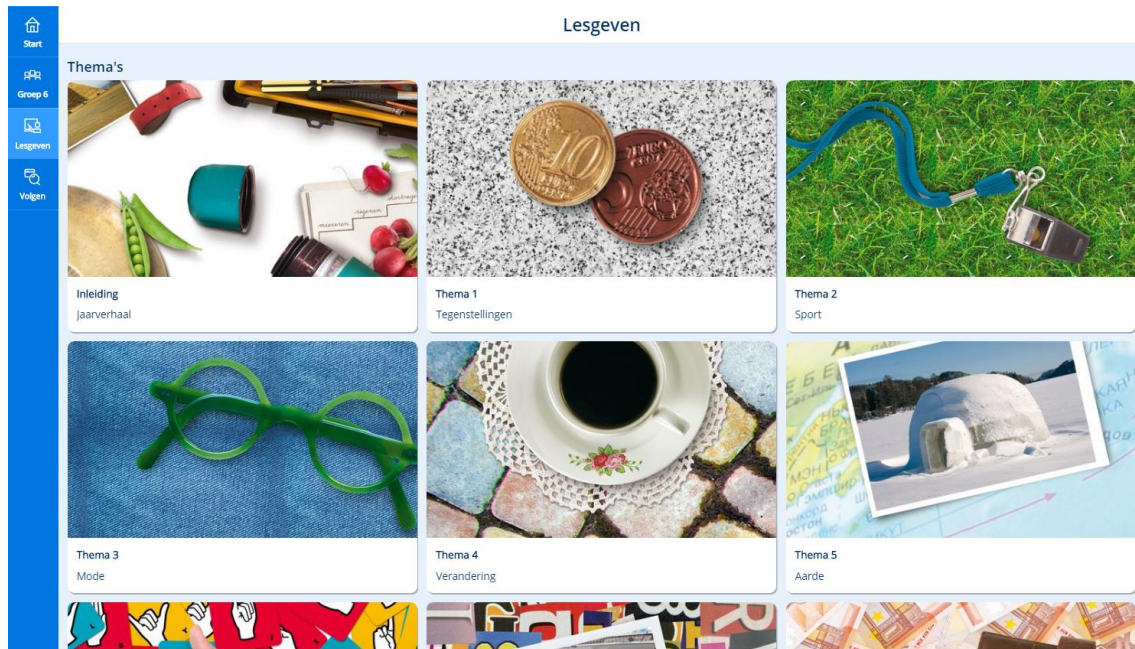 Start
Groep 6
Lesgeven
Volgen
Lesgeven
Thema's
Inleiding
Jaarverhaal
Thema 1
Tegenstellingen
Thema 2
Sport
Thema 3
Mode
Thema 4
Verandering
Thema 5
Aarde